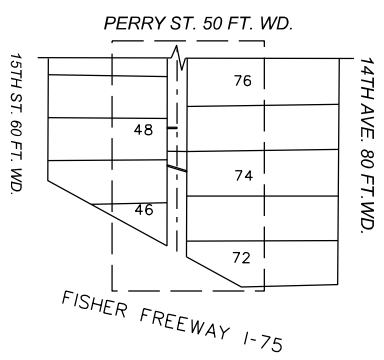 PERRY ST. 50 FT. WD.
15TH ST. 60 FT. WD.
14TH AVE. 80 FT.WD.
76
48
74
46
72
FISHER FREEWAY I-75